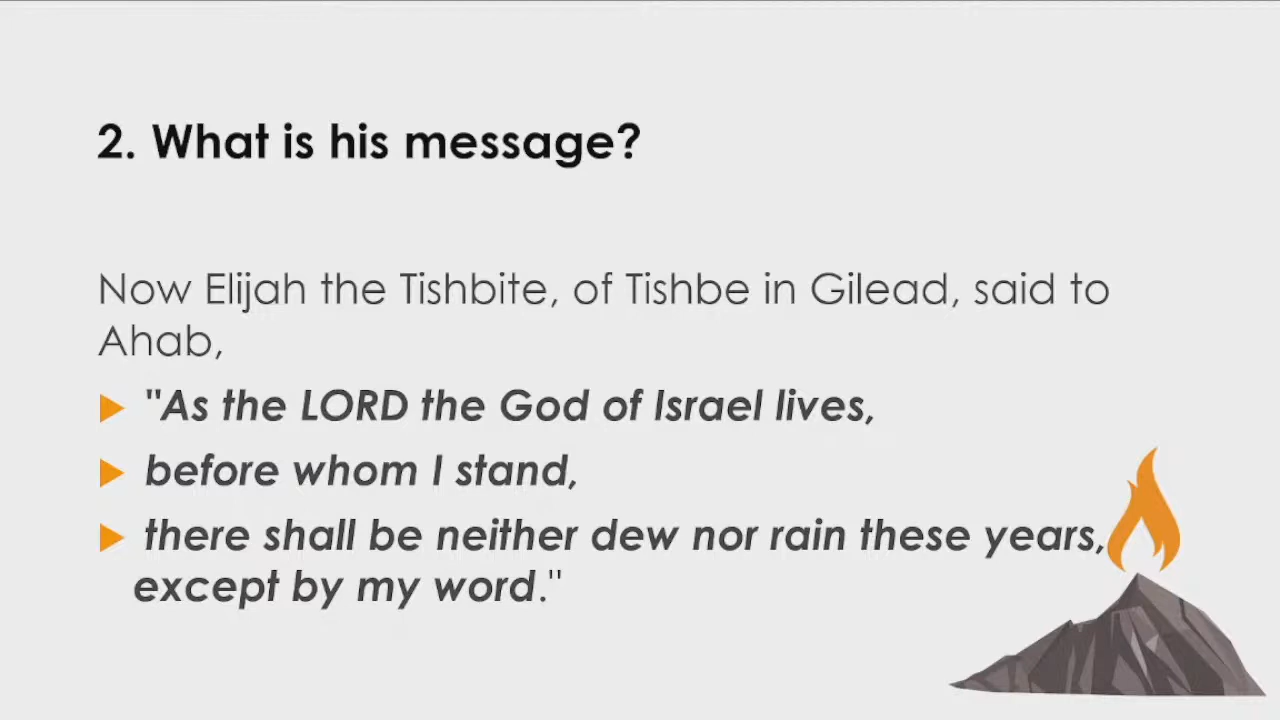 2. What is his message?
Now Elijah the Tishbite, of Tishbe in Gilead, said to
Ahab,
"As the LORD the God of Israel lives,
before whom I stand,
there shall be neither dew nor rain these years,
except by my word."